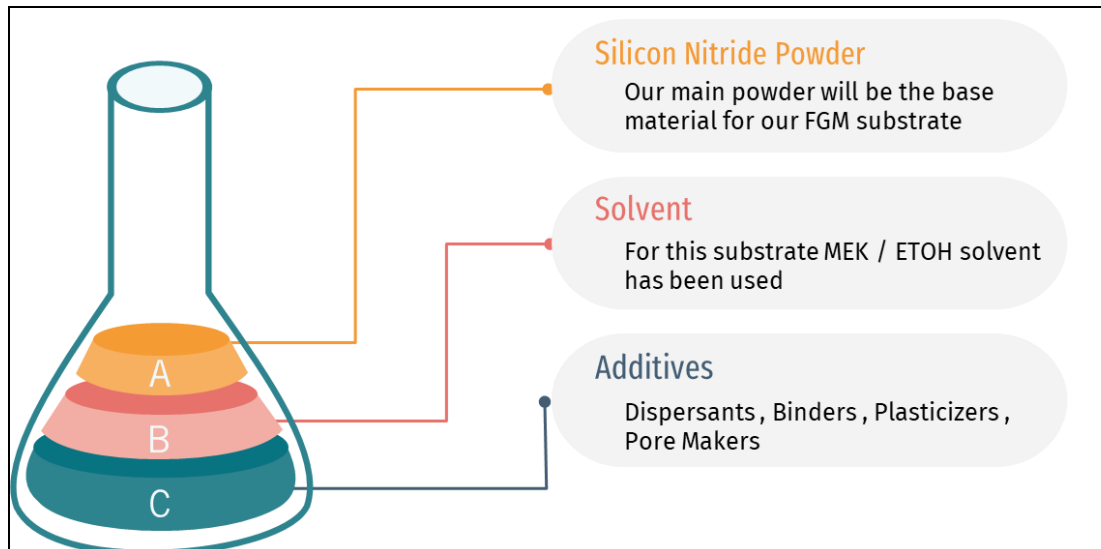 Silicon Nitride Powder
Our main powder will be the base
material for our FGM substrate
Solvent
For this substrate MEK / ETOH solvent
has been used
Additives
Dispersants , Binders , Plasticizers ,
Pore Makers
A
B
C